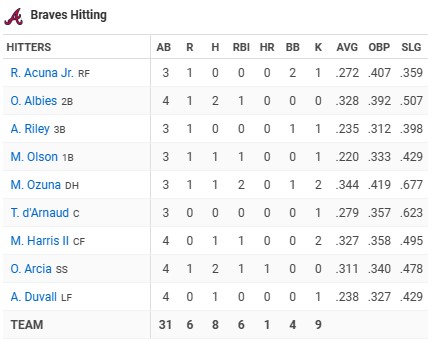 Braves Hitting
HITTERS AB R H RBI HR BB K AVG OBP SLG
R. Acuna Jr. RF 3 1 0 0 0 2 1 .272 .407 .359
O. Albies 2B 4 1 2 1 0 0 0 .328 .392 .507
A. Riley 3B 3 1 0 0 0 1 1 .235 .312 .398
M. Olson 1B 3 1 1 1 0 0 1 .220 .333 .429
M. Ozuna DH 3 1 1 2 0 1 2 .344 .419 .677
T. d'Arnaud C 3 0 0 0 0 0 1 .279 .357 .623
M. Harris II CF 4 0 1 1 0 0 2 .327 .358 .495
O. Arcia SS 4 1 2 1 1 0 0 .311 .340 .478
A. Duvall LF 4 0 1 0 0 0 1 .238 .327 .429
TEAM 31 6 8 6 1 4 9